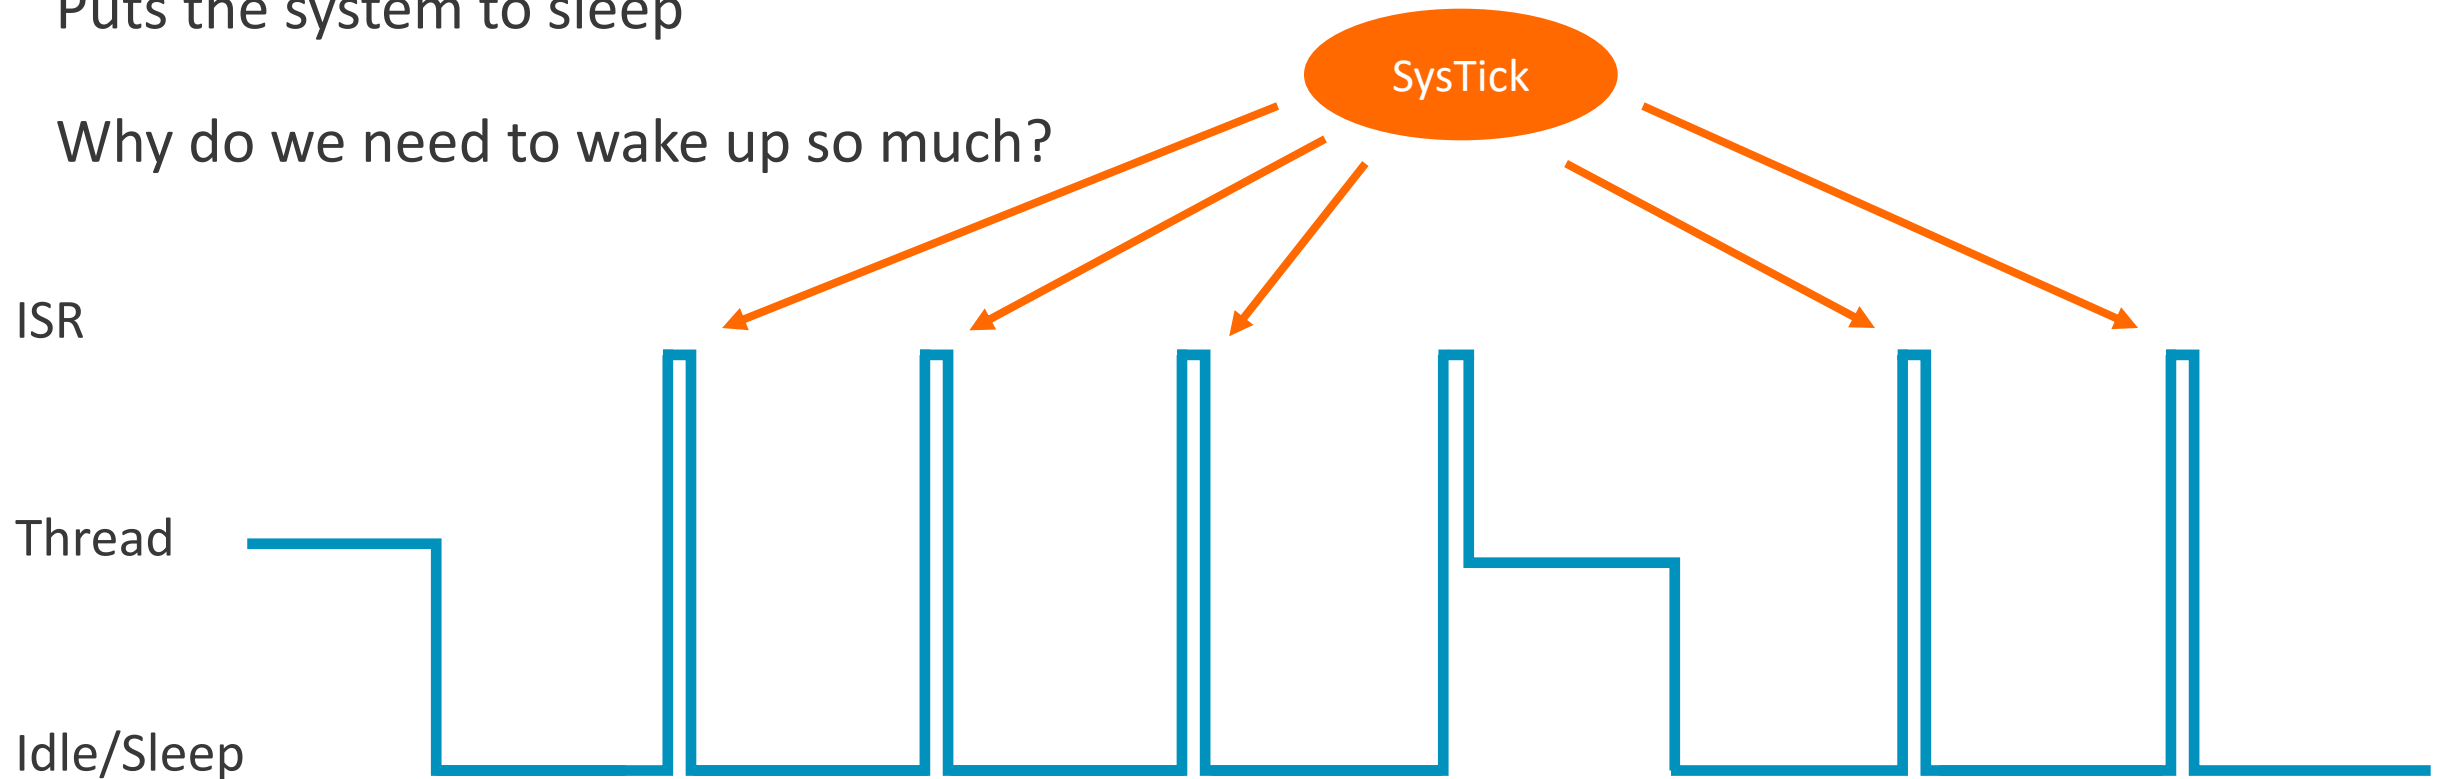 Puts the system to sleep
SysTick
Why do we need to wake up so much?
ISR
Thread
Idle/Sleep